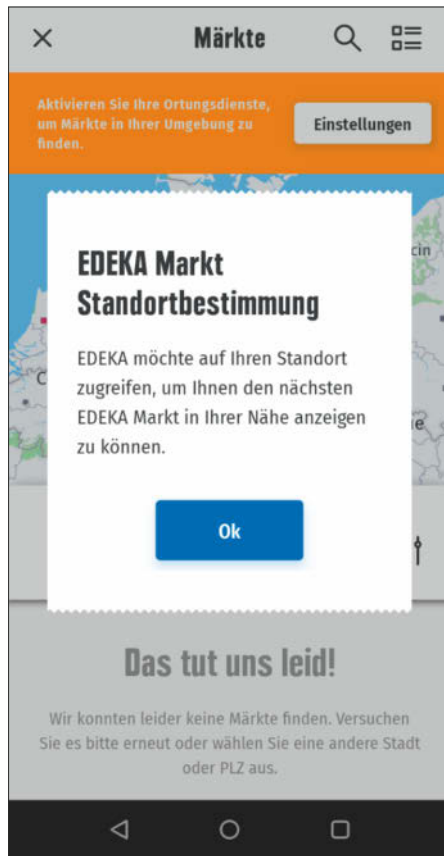 Märkte
Aktivieren Sie Ihre Ortungsdienste,
um Märkte in Ihrer Umgebung zu
finden.
Einstellungen
cin
EDEKA Markt
Standortbestimmung
EDEKA möchte auf Ihren Standort
zugreifen, um Ihnen den nächsten
EDEKA Markt in Ihrer Nähe anzeigen
zu können.
Ok
Das tut uns leid!
Wir konnten leider keine Märkte finden. Versuchen
Sie es bitte erneut oder wählen Sie eine andere Stadt
oder PLZ aus.